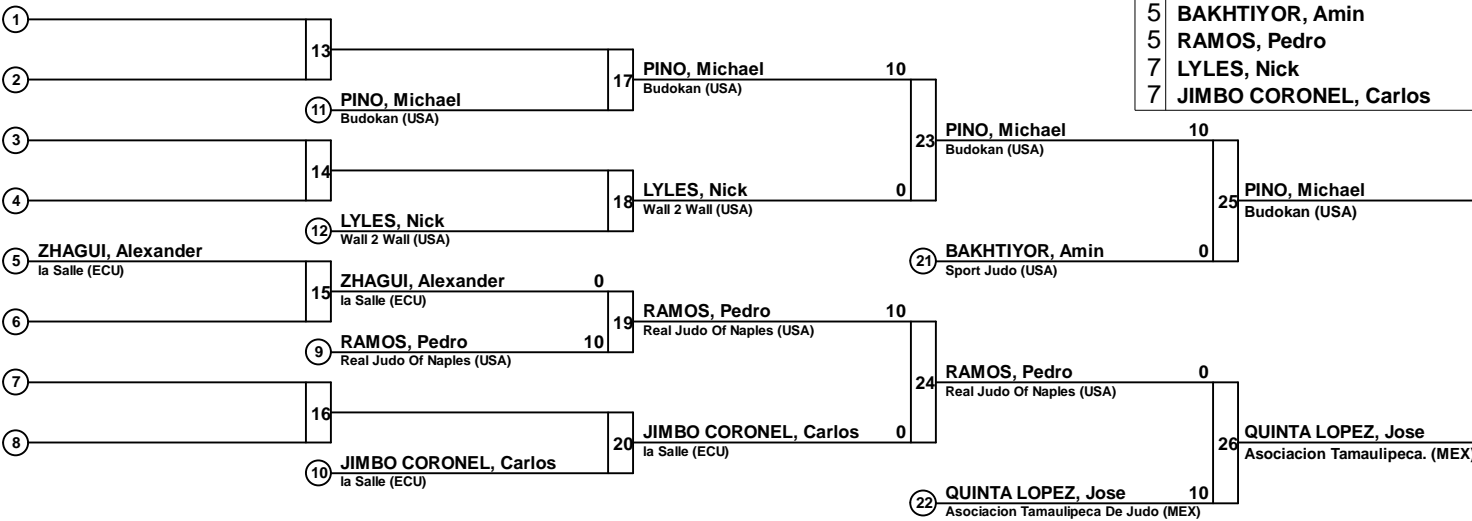 5 BAKHTIYOR, Amin
5 RAMOS, Pedro
7 LYLES, Nick
7 JIMBO CORONEL, Carlos
1
13
2
11 PINO, Michael
Budokan (USA)
17
PINO, Michael 10
Budokan (USA)
3
14
4
12 LYLES, Nick
Wall 2 Wall (USA)
18
LYLES, Nick 0
Wall 2 Wall (USA)
23
PINO, Michael 10
Budokan (USA)
21 BAKHTIYOR, Amin 0
Sport Judo (USA)
25
PINO, Michael
Budokan (USA)
5 ZHAGUI, Alexander
la Salle (ECU)
15
6
ZHAGUI, Alexander 0
la Salle (ECU)
9 RAMOS, Pedro 10
Real Judo Of Naples (USA)
19
RAMOS, Pedro 10
Real Judo Of Naples (USA)
7
16
8
10 JIMBO CORONEL, Carlos
la Salle (ECU)
20
JIMBO CORONEL, Carlos 0
la Salle (ECU)
24
RAMOS, Pedro 0
Real Judo Of Naples (USA)
22 QUINTA LOPEZ, Jose 10
Asociacion Tamaulipeca De Judo (MEX)
26
QUINTA LOPEZ, Jose
Asociacion Tamaulipeca. (MEX)